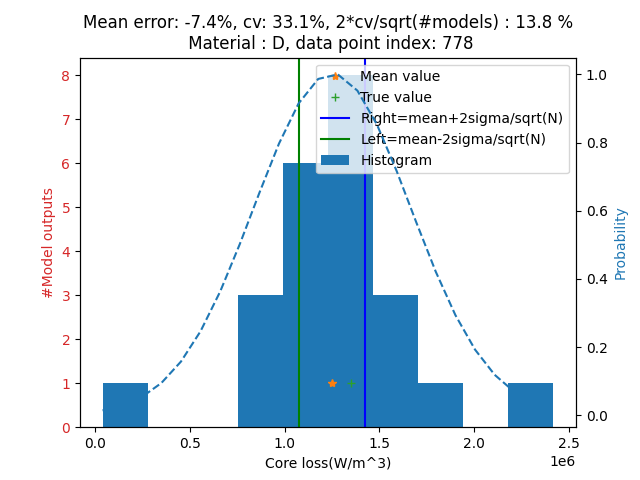 Mean error: -7.4%, cv: 33.1%, 2*cv/sqrt(#models) : 13.8 %
Material : D, data point index: 778
Mean value
True value
Right=mean+2sigma/sqrt(N)
Left=mean-2sigma/sqrt(N)
Histogram
#Model outputs
8
7
6
5
4
3
2
1
0
Probability
1.0
0.8
0.6
0.4
0.2
0.0
0.0 0.5 1.0 1.5 2.0 2.5
1e6
Core loss(W/m^3)